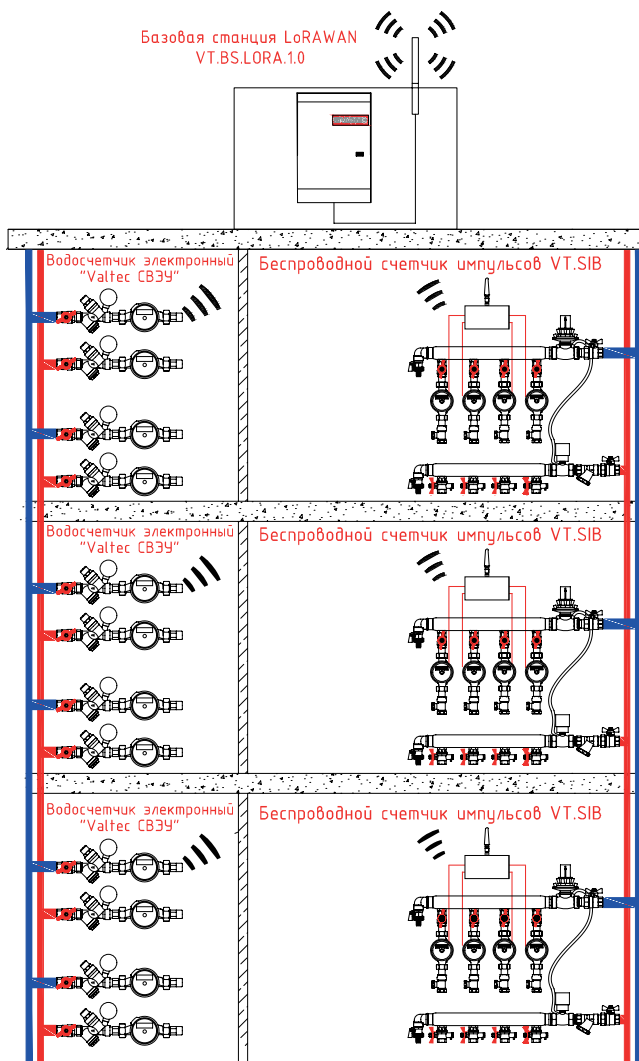 Базовая станция LoRAWAN
VT.BS.LORA.1.0
Водосчетчик электронный
"Valtec СВЭУ"
Беспроводной счетчик импульсов VT.SIB
Водосчетчик электронный
"Valtec СВЭУ"
Беспроводной счетчик импульсов VT.SIB
Водосчетчик электронный
"Valtec СВЭУ"
Беспроводной счетчик импульсов VT.SIB